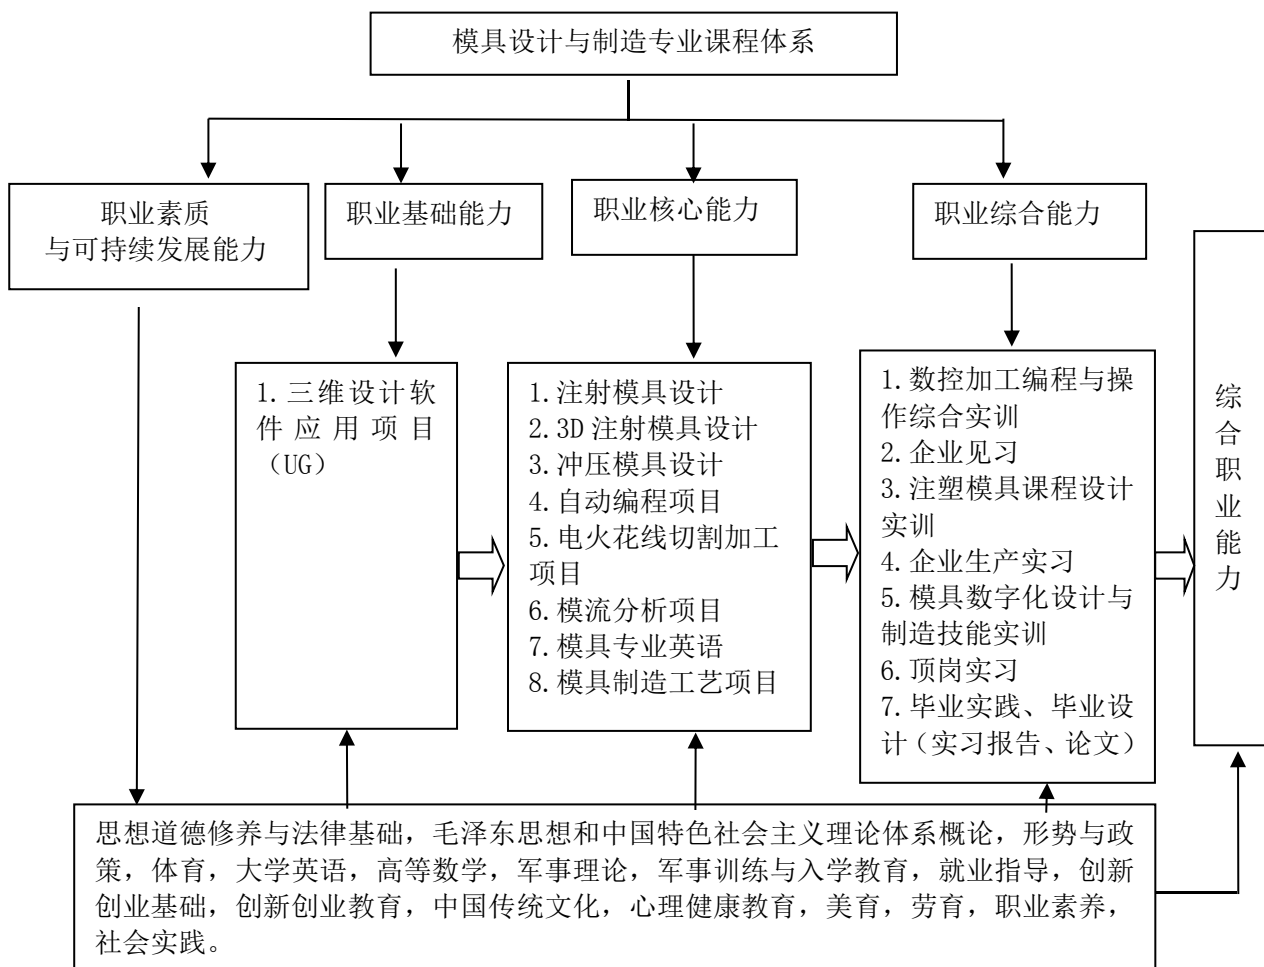 模具设计与制造专业课程体系
职业素质
与可持续发展能力
职业基础能力
职业核心能力
职业综合能力
1.三维设计软
件应用项目
（UG）
1.注射模具设计
2.3D 注射模具设计
3.冲压模具设计
4.自动编程项目
5.电火花线切割加工
项目
6.模流分析项目
7.模具专业英语
8.模具制造工艺项目
1.数控加工编程与操
作综合实训
2.企业见习
3.注塑模具课程设计
实训
4.企业生产实习
5.模具数字化设计与
制造技能实训
6.顶岗实习
7.毕业实践、毕业设
计（实习报告、论文）
综
合
职
业
能
力
思想道德修养与法律基础，毛泽东思想和中国特色社会主义理论体系概论，形势与政
策，体育，大学英语，高等数学，军事理论，军事训练与入学教育，就业指导，创新
创业基础，创新创业教育，中国传统文化，心理健康教育，美育，劳育，职业素养，
社会实践。